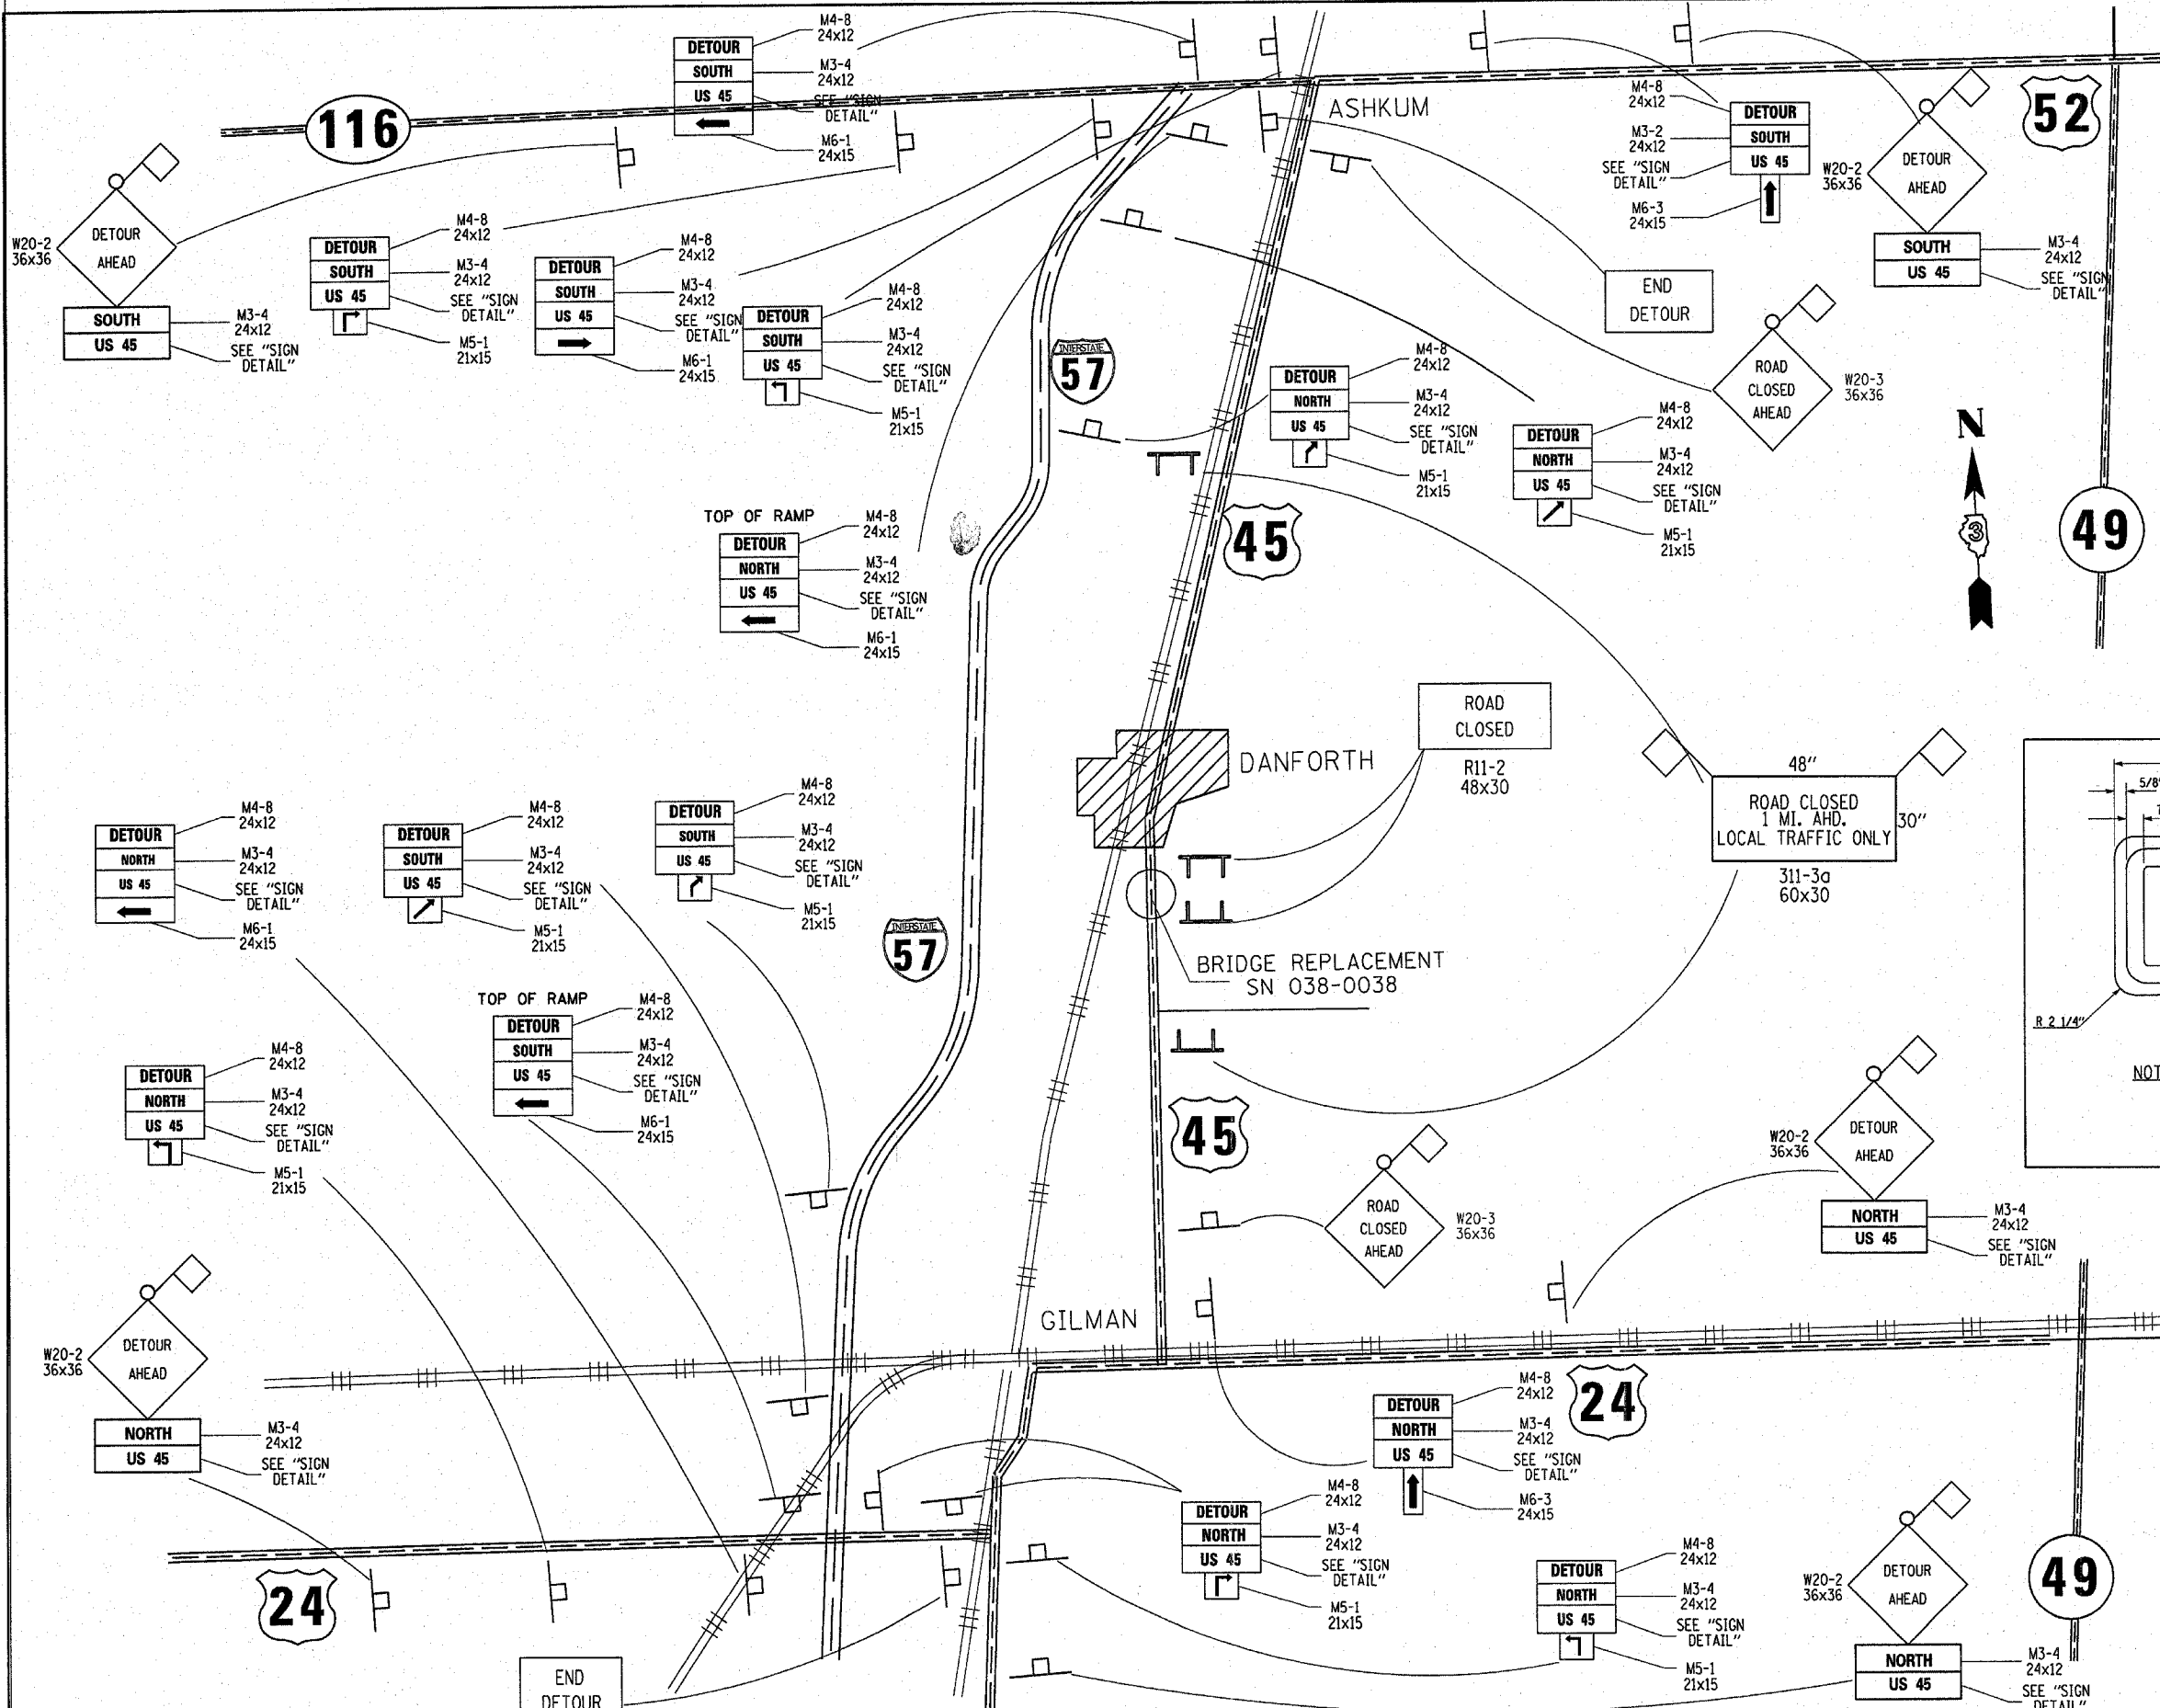 M4-8
24x12
DETOUR
SOUTH
US 45
M3-4
24x12
SEE "SIGN
DETAIL"
M6-1
24x15
116
ASHKUM
52
M4-8
24x12
DETOUR
SOUTH
US 45
M3-2
24x12
SEE "SIGN
DETAIL"
M6-3
24x15
W20-2
36x36
DETOUR
AHEAD
SOUTH
US 45
M3-4
24x12
SEE "SIGN
DETAIL"
W20-2
36x36
DETOUR
AHEAD
SOUTH
US 45
M3-4
24x12
SEE "SIGN
DETAIL"
DETOUR
SOUTH
US 45
M4-8
24x12
M3-4
24x12
SEE "SIGN
DETAIL"
M5-1
21x15
DETOUR
SOUTH
US 45
M4-8
24x12
M3-4
24x12
SEE "SIGN
DETAIL"
M6-1
24x15
DETOUR
SOUTH
US 45
M4-8
24x12
M3-4
24x12
SEE "SIGN
DETAIL"
M5-1
21x15
INTERSTATE
57
END
DETOUR
ROAD
CLOSED
AHEAD
W20-3
36x36
DETOUR
NORTH
US 45
M4-8
24x12
M3-4
24x12
SEE "SIGN
DETAIL"
M5-1
21x15
DETOUR
NORTH
US 45
M4-8
24x12
M3-4
24x12
SEE "SIGN
DETAIL"
M5-1
21x15
N
3
49
45
TOP OF RAMP
DETOUR
NORTH
US 45
M4-8
24x12
M3-4
24x12
SEE "SIGN
DETAIL"
M6-1
24x15
ROAD
CLOSED
R11-2
48x30
DANFORTH
48"
ROAD CLOSED
1 MI. AHD.
LOCAL TRAFFIC ONLY
30"
311-3a
60x30
5/8"
R 2 1/4"
DETOUR
NORTH
US 45
M4-8
24x12
M3-4
24x12
SEE "SIGN
DETAIL"
M6-1
24x15
DETOUR
SOUTH
US 45
M4-8
24x12
M3-4
24x12
SEE "SIGN
DETAIL"
M5-1
21x15
DETOUR
SOUTH
US 45
M4-8
24x12
M3-4
24x12
SEE "SIGN
DETAIL"
M5-1
21x15
INTERSTATE
57
BRIDGE REPLACEMENT
SN 038-0038
TOP OF RAMP
DETOUR
SOUTH
US 45
M4-8
24x12
M3-4
24x12
SEE "SIGN
DETAIL"
M6-1
24x15
DETOUR
NORTH
US 45
M4-8
24x12
M3-4
24x12
SEE "SIGN
DETAIL"
M5-1
21x15
45
ROAD
CLOSED
AHEAD
W20-3
36x36
W20-2
36x36
DETOUR
AHEAD
NORTH
US 45
M3-4
24x12
SEE "SIGN
DETAIL"
GILMAN
W20-2
36x36
DETOUR
AHEAD
NORTH
US 45
M3-4
24x12
SEE "SIGN
DETAIL"
24
DETOUR
NORTH
US 45
M4-8
24x12
M3-4
24x12
SEE "SIGN
DETAIL"
M6-3
24x15
DETOUR
NORTH
US 45
M4-8
24x12
M3-4
24x12
SEE "SIGN
DETAIL"
M5-1
21x15
DETOUR
NORTH
US 45
M4-8
24x12
M3-4
24x12
SEE "SIGN
DETAIL"
M5-1
21x15
W20-2
36x36
DETOUR
AHEAD
NORTH
US 45
M3-4
24x12
SEE "SIGN
DETAIL"
49
24
END
DETOUR